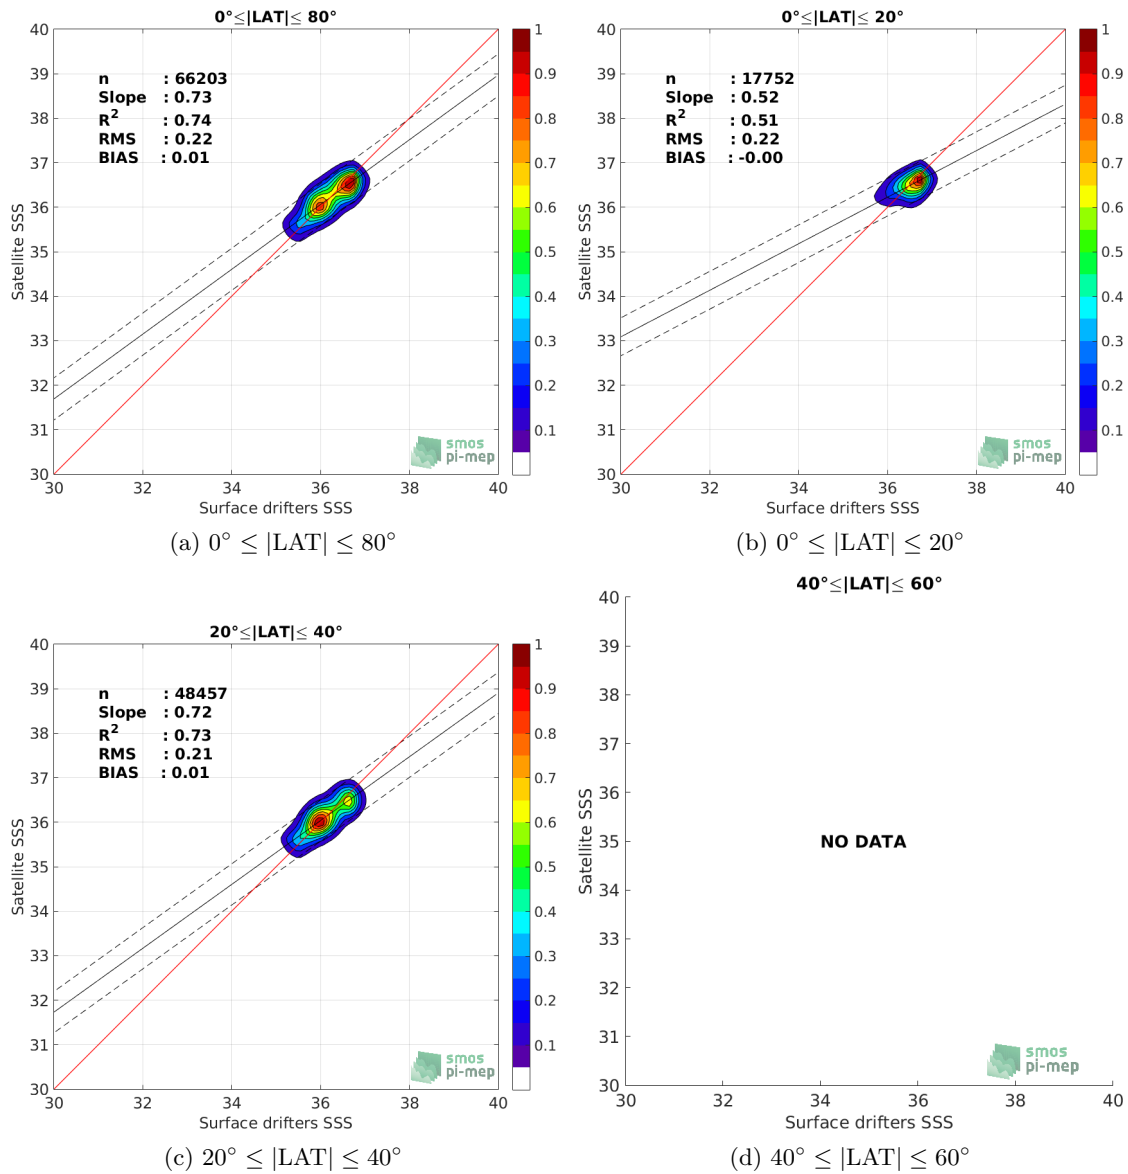 0°≤|LAT|≤ 80°
40
39
38
37
36
35
34
33
32
31
30
Satellite SSS
n : 66203
Slope : 0.73
R2 : 0.74
RMS : 0.22
BIAS : 0.01
smos
pi-mep
30 32 34 36 38 40
Surface drifters SSS
1
0.9
0.8
0.7
0.6
0.5
0.4
0.3
0.2
0.1
(a) 0° ≤ |LAT| ≤ 80°
0°≤|LAT|≤ 20°
40
39
38
37
36
35
34
33
32
31
30
Satellite SSS
n : 17752
Slope : 0.52
R2 : 0.51
RMS : 0.22
BIAS : -0.00
smos
pi-mep
30 32 34 36 38 40
Surface drifters SSS
1
0.9
0.8
0.7
0.6
0.5
0.4
0.3
0.2
0.1
(b) 0° ≤ |LAT| ≤ 20°
20°≤|LAT|≤ 40°
40
39
38
37
36
35
34
33
32
31
30
Satellite SSS
n : 48457
Slope : 0.72
R2 : 0.73
RMS : 0.21
BIAS : 0.01
smos
pi-mep
30 32 34 36 38 40
Surface drifters SSS
1
0.9
0.8
0.7
0.6
0.5
0.4
0.3
0.2
0.1
(c) 20° ≤ |LAT| ≤ 40°
40°≤|LAT|≤ 60°
40
39
38
37
36
35
34
33
32
31
30
Satellite SSS
NO DATA
smos
pi-mep
30 32 34 36 38 40
Surface drifters SSS
(d) 40° ≤ |LAT| ≤ 60°